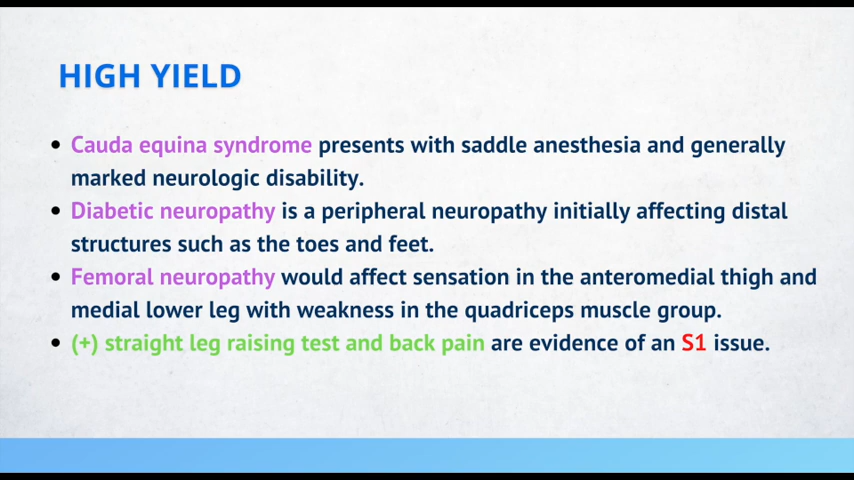 HIGH YIELD
• Cauda equina syndrome presents with saddle anesthesia and generally
marked neurologic disability.
• Diabetic neuropathy is a peripheral neuropathy initially affecting distal
structures such as the toes and feet.
• Femoral neuropathy would affect sensation in the anteromedial thigh and
medial lower leg with weakness in the quadriceps muscle group.
• (+) straight leg raising test and back pain are evidence of an S1 issue.